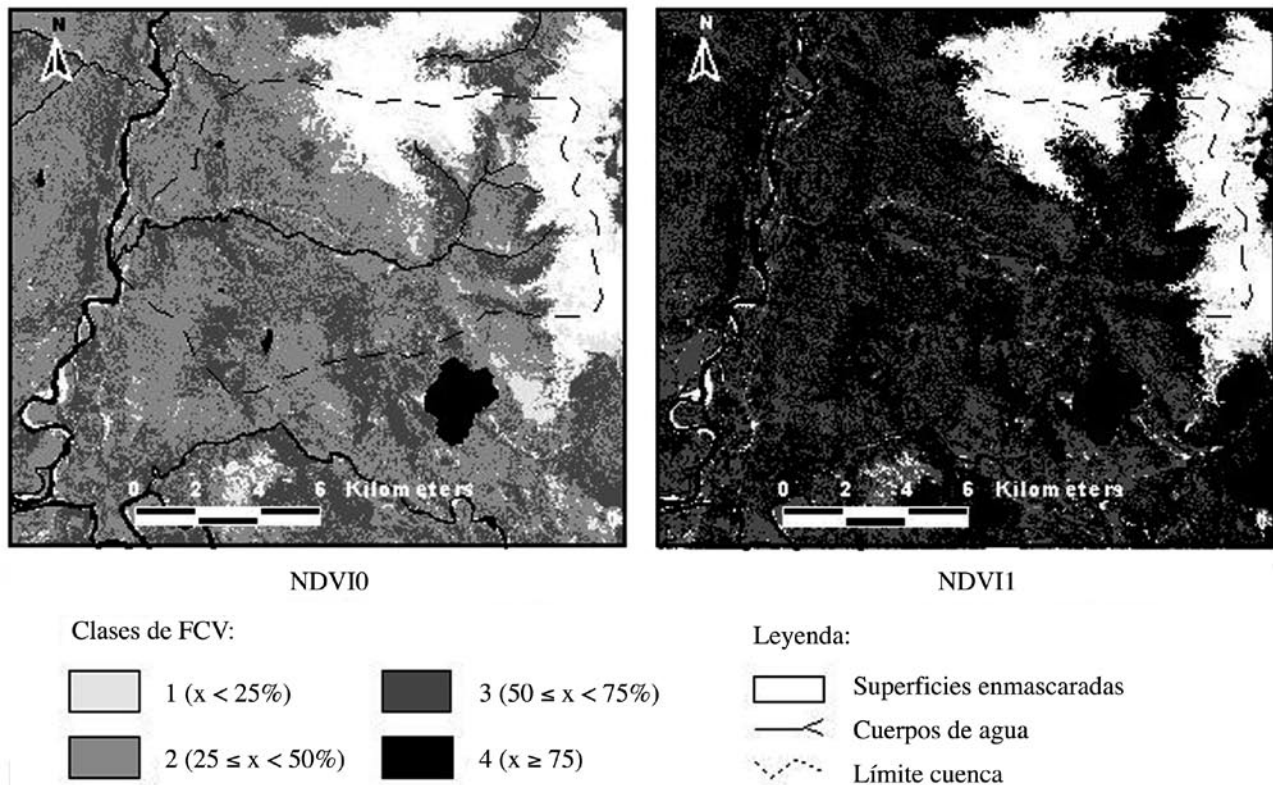 N
N
0 2 4 6 Kilometers
0 2 4 6 Kilometers
NDVI0
NDVI1
Clases de FCV:
1 (x < 25%)
2 (25 ≤ x < 50%)
3 (50 ≤ x < 75%)
4 (x ≥ 75)
Leyenda:
Superficies enmascaradas
Cuerpos de agua
Límite cuenca